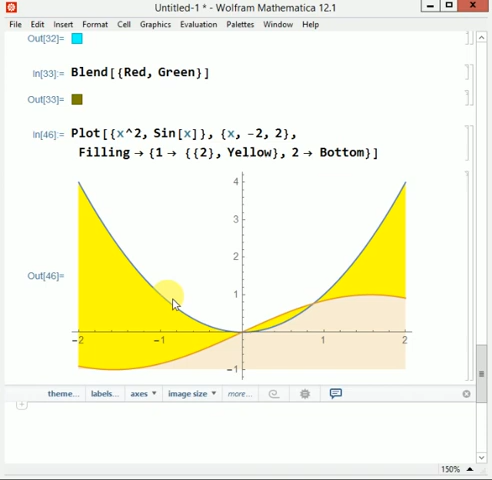 Untitled-1 * - Wolfram Mathematica 12.1
File Edit Insert Format Cell Graphics Evaluation Palettes Window Help
Out[32]=
In[33]:= Blend[{Red, Green}]
Out[33]=
In[46]:= Plot[{x^2, Sin[x]}, {x, -2, 2},
Filling → {1 → {{2}, Yellow}, 2 → Bottom}]
4
3
2
Out[46]=
1
-2 -1 1 2
-1
theme... labels... axes image size more...
150%